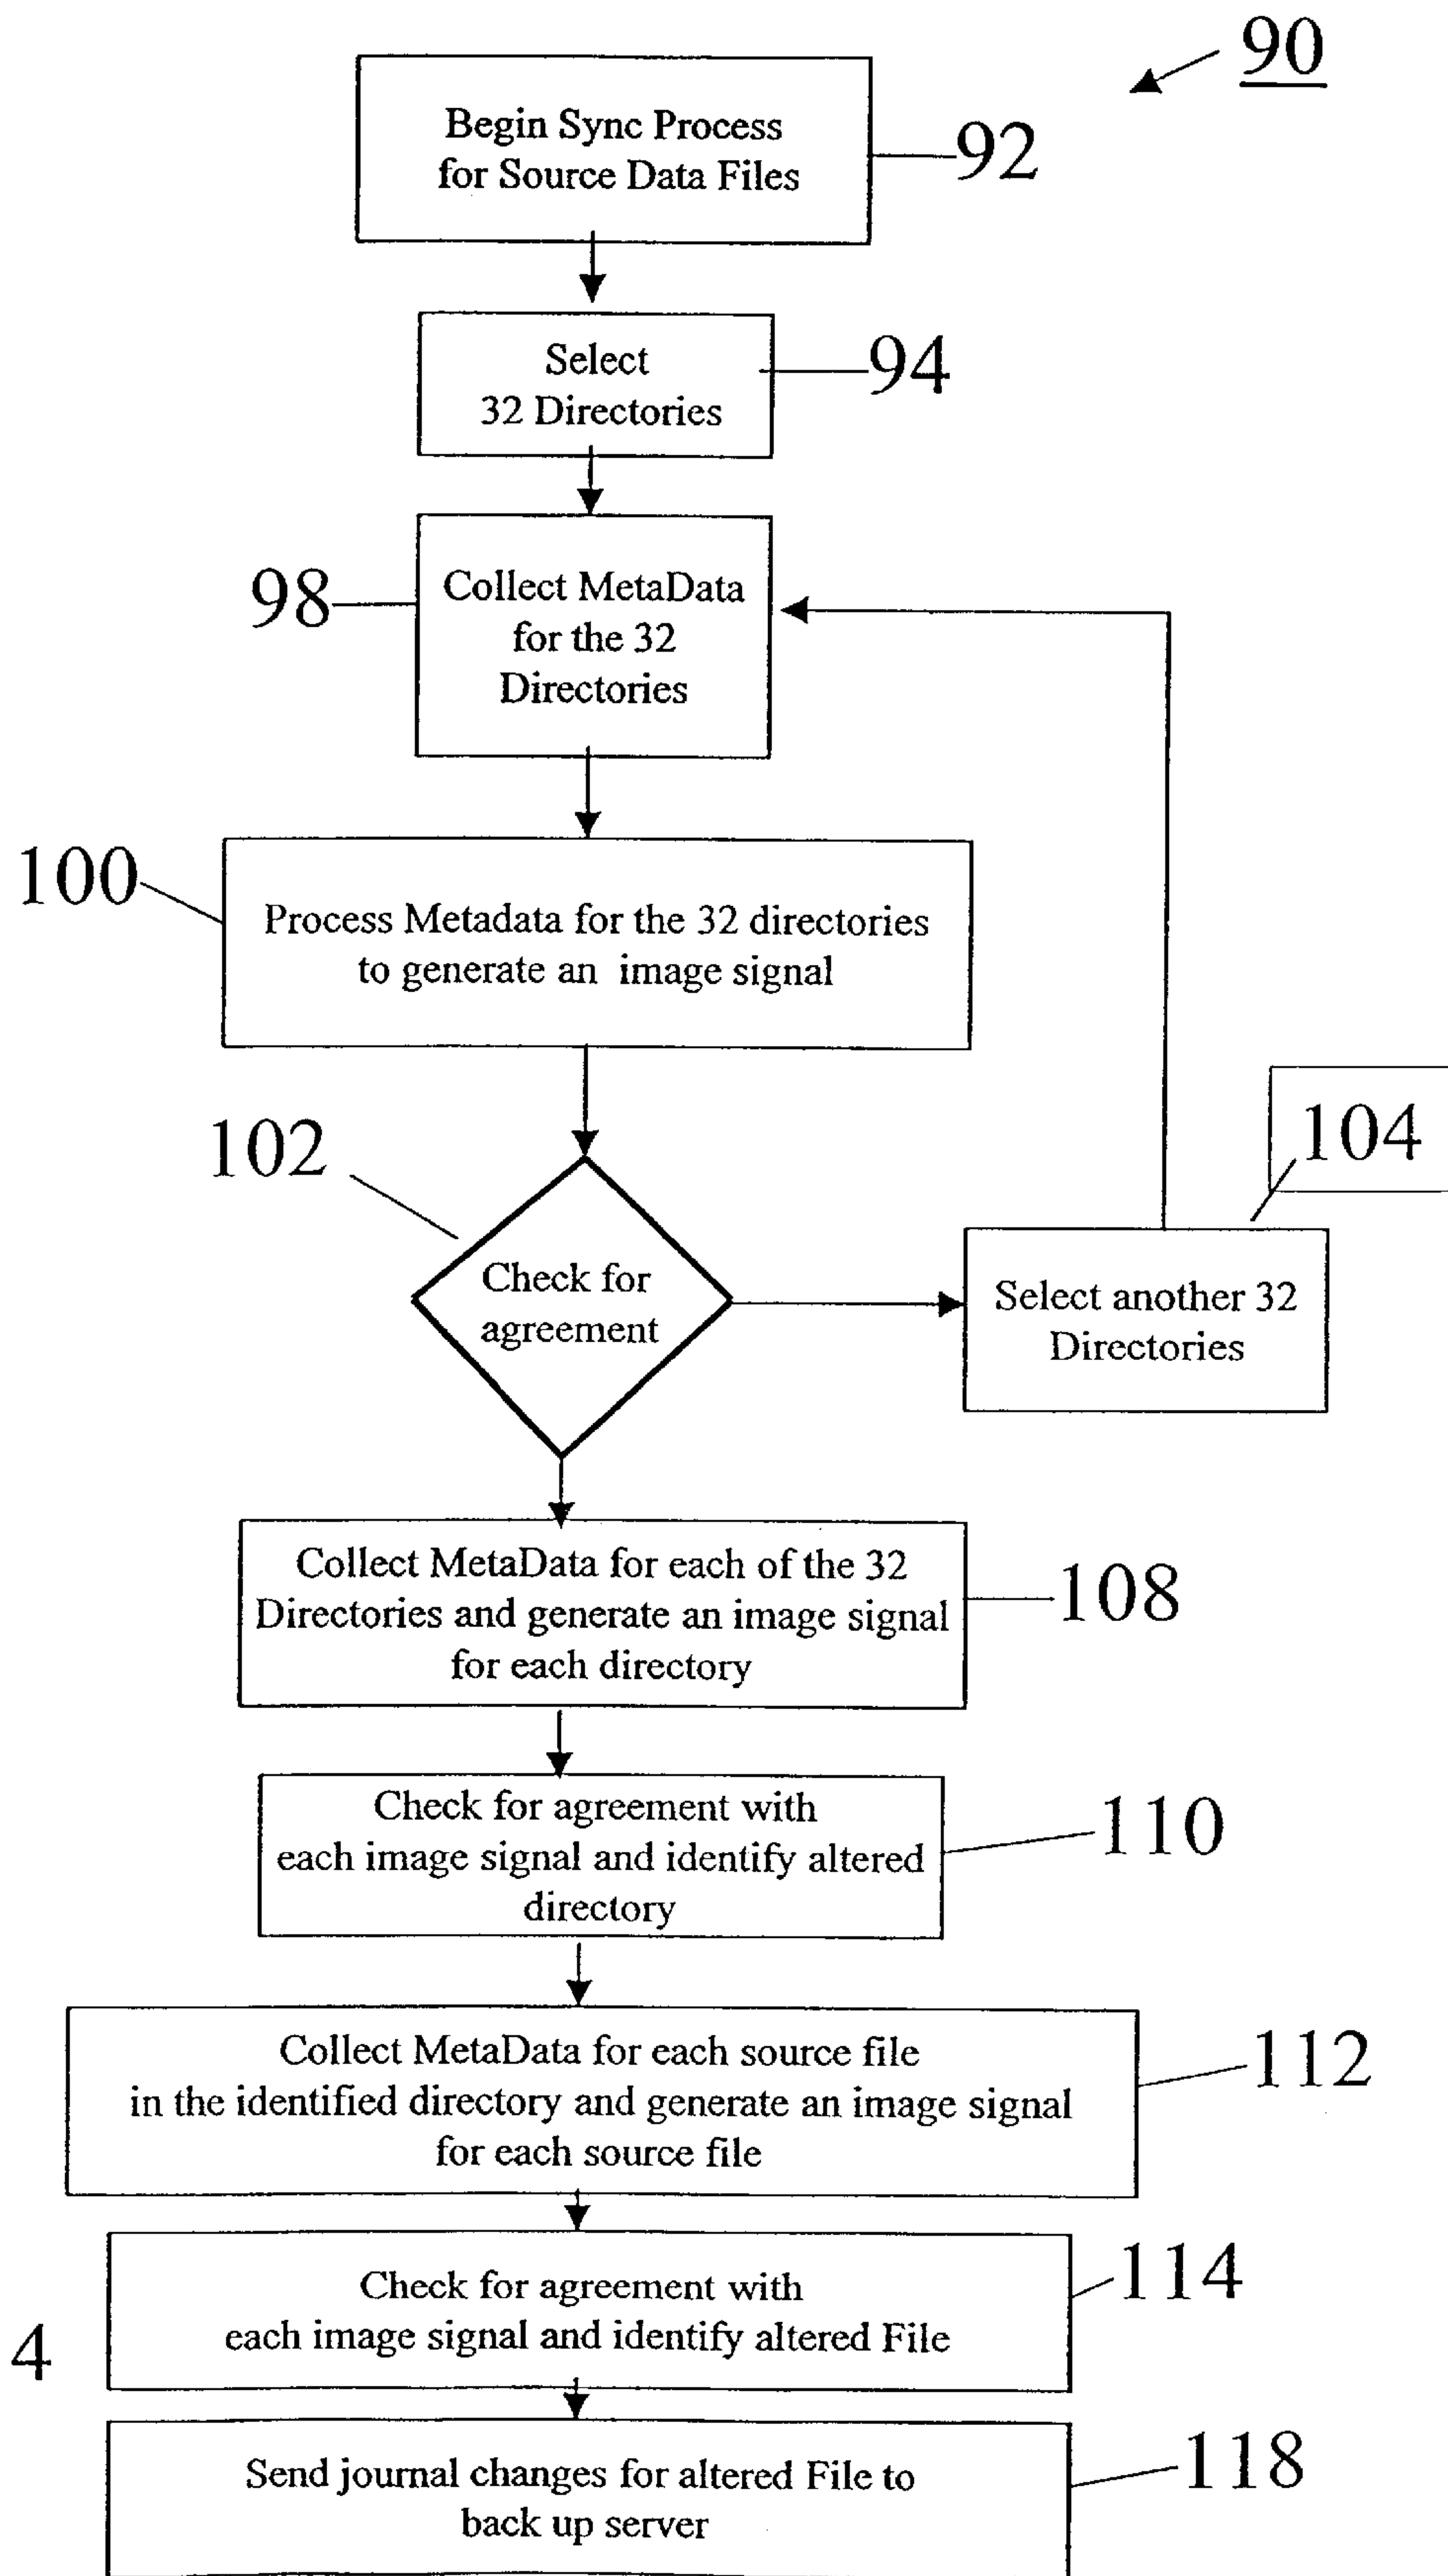 90
Begin Sync Process
for Source Data Files
92
Select
32 Directories
94
Collect MetaData
for the 32
Directories
98
100
Process Metadata for the 32 directories
to generate an image signal
102
Check for
agreement
104
Select another 32
Directories
Collect MetaData for each of the 32
Directories and generate an image signal
for each directory
108
Check for agreement with
each image signal and identify altered
directory
110
Collect MetaData for each source file
in the identified directory and generate an image signal
for each source file
112
Check for agreement with
each image signal and identify altered File
114
4
Send journal changes for altered File to
back up server
118